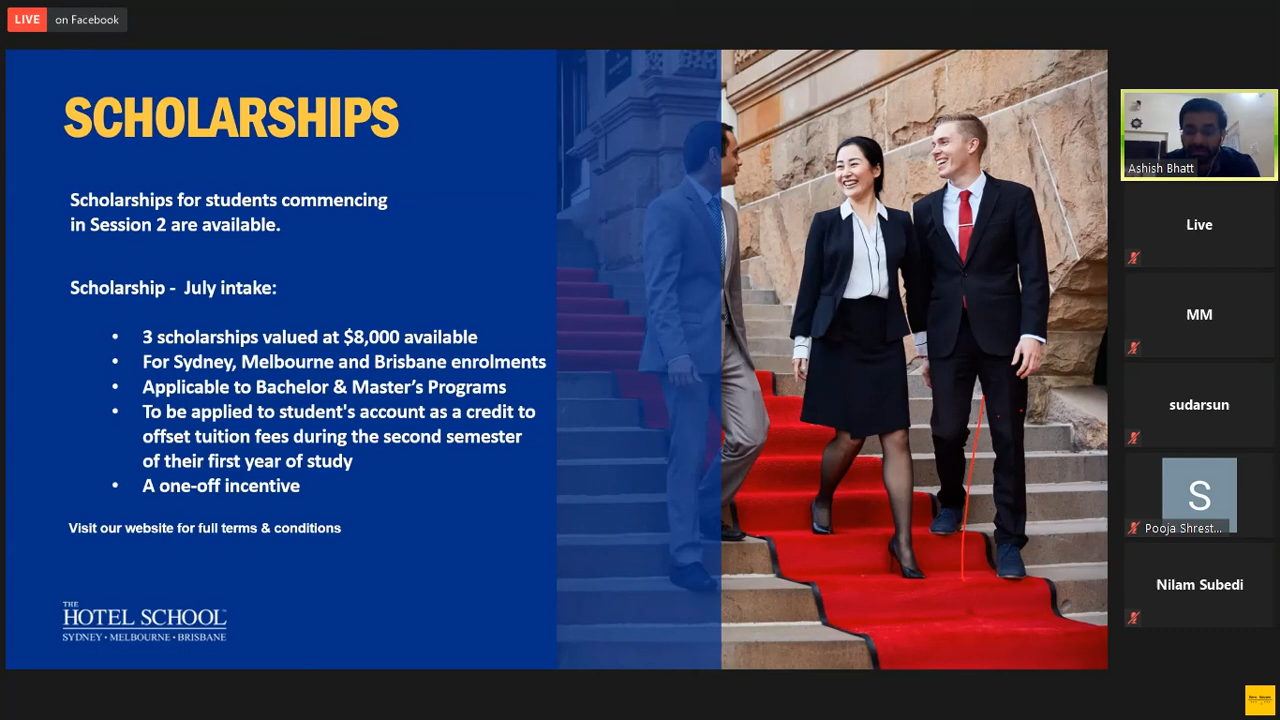 LIVE on Facebook
SCHOLARSHIPS
Scholarships for students commencing
in Session 2 are available.
Scholarship - July intake:
• 3 scholarships valued at $8,000 available
• For Sydney, Melbourne and Brisbane enrolments
• Applicable to Bachelor & Master’s Programs
• To be applied to student's account as a credit to
offset tuition fees during the second semester
of their first year of study
• A one-off incentive
Visit our website for full terms & conditions
THE
HOTEL SCHOOL™
SYDNEY • MELBOURNE • BRISBANE
Ashish Bhatt
Live
MM
sudarsun
S
Pooja Shrest...
Nilam Subedi